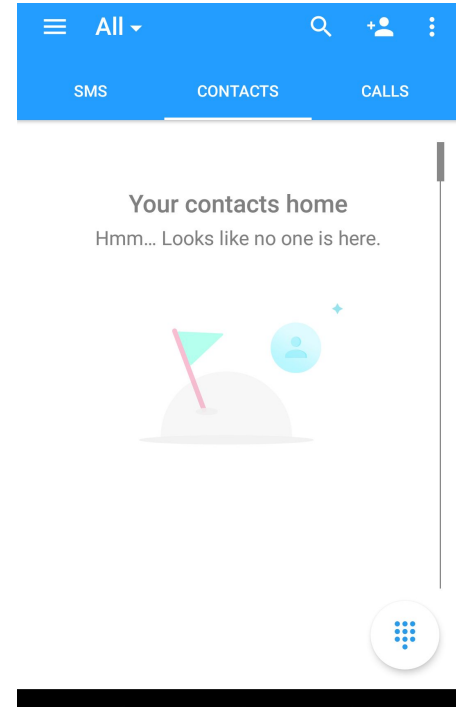 All
SMS
CONTACTS
CALLS
Your contacts home
Hmm... Looks like no one is here.